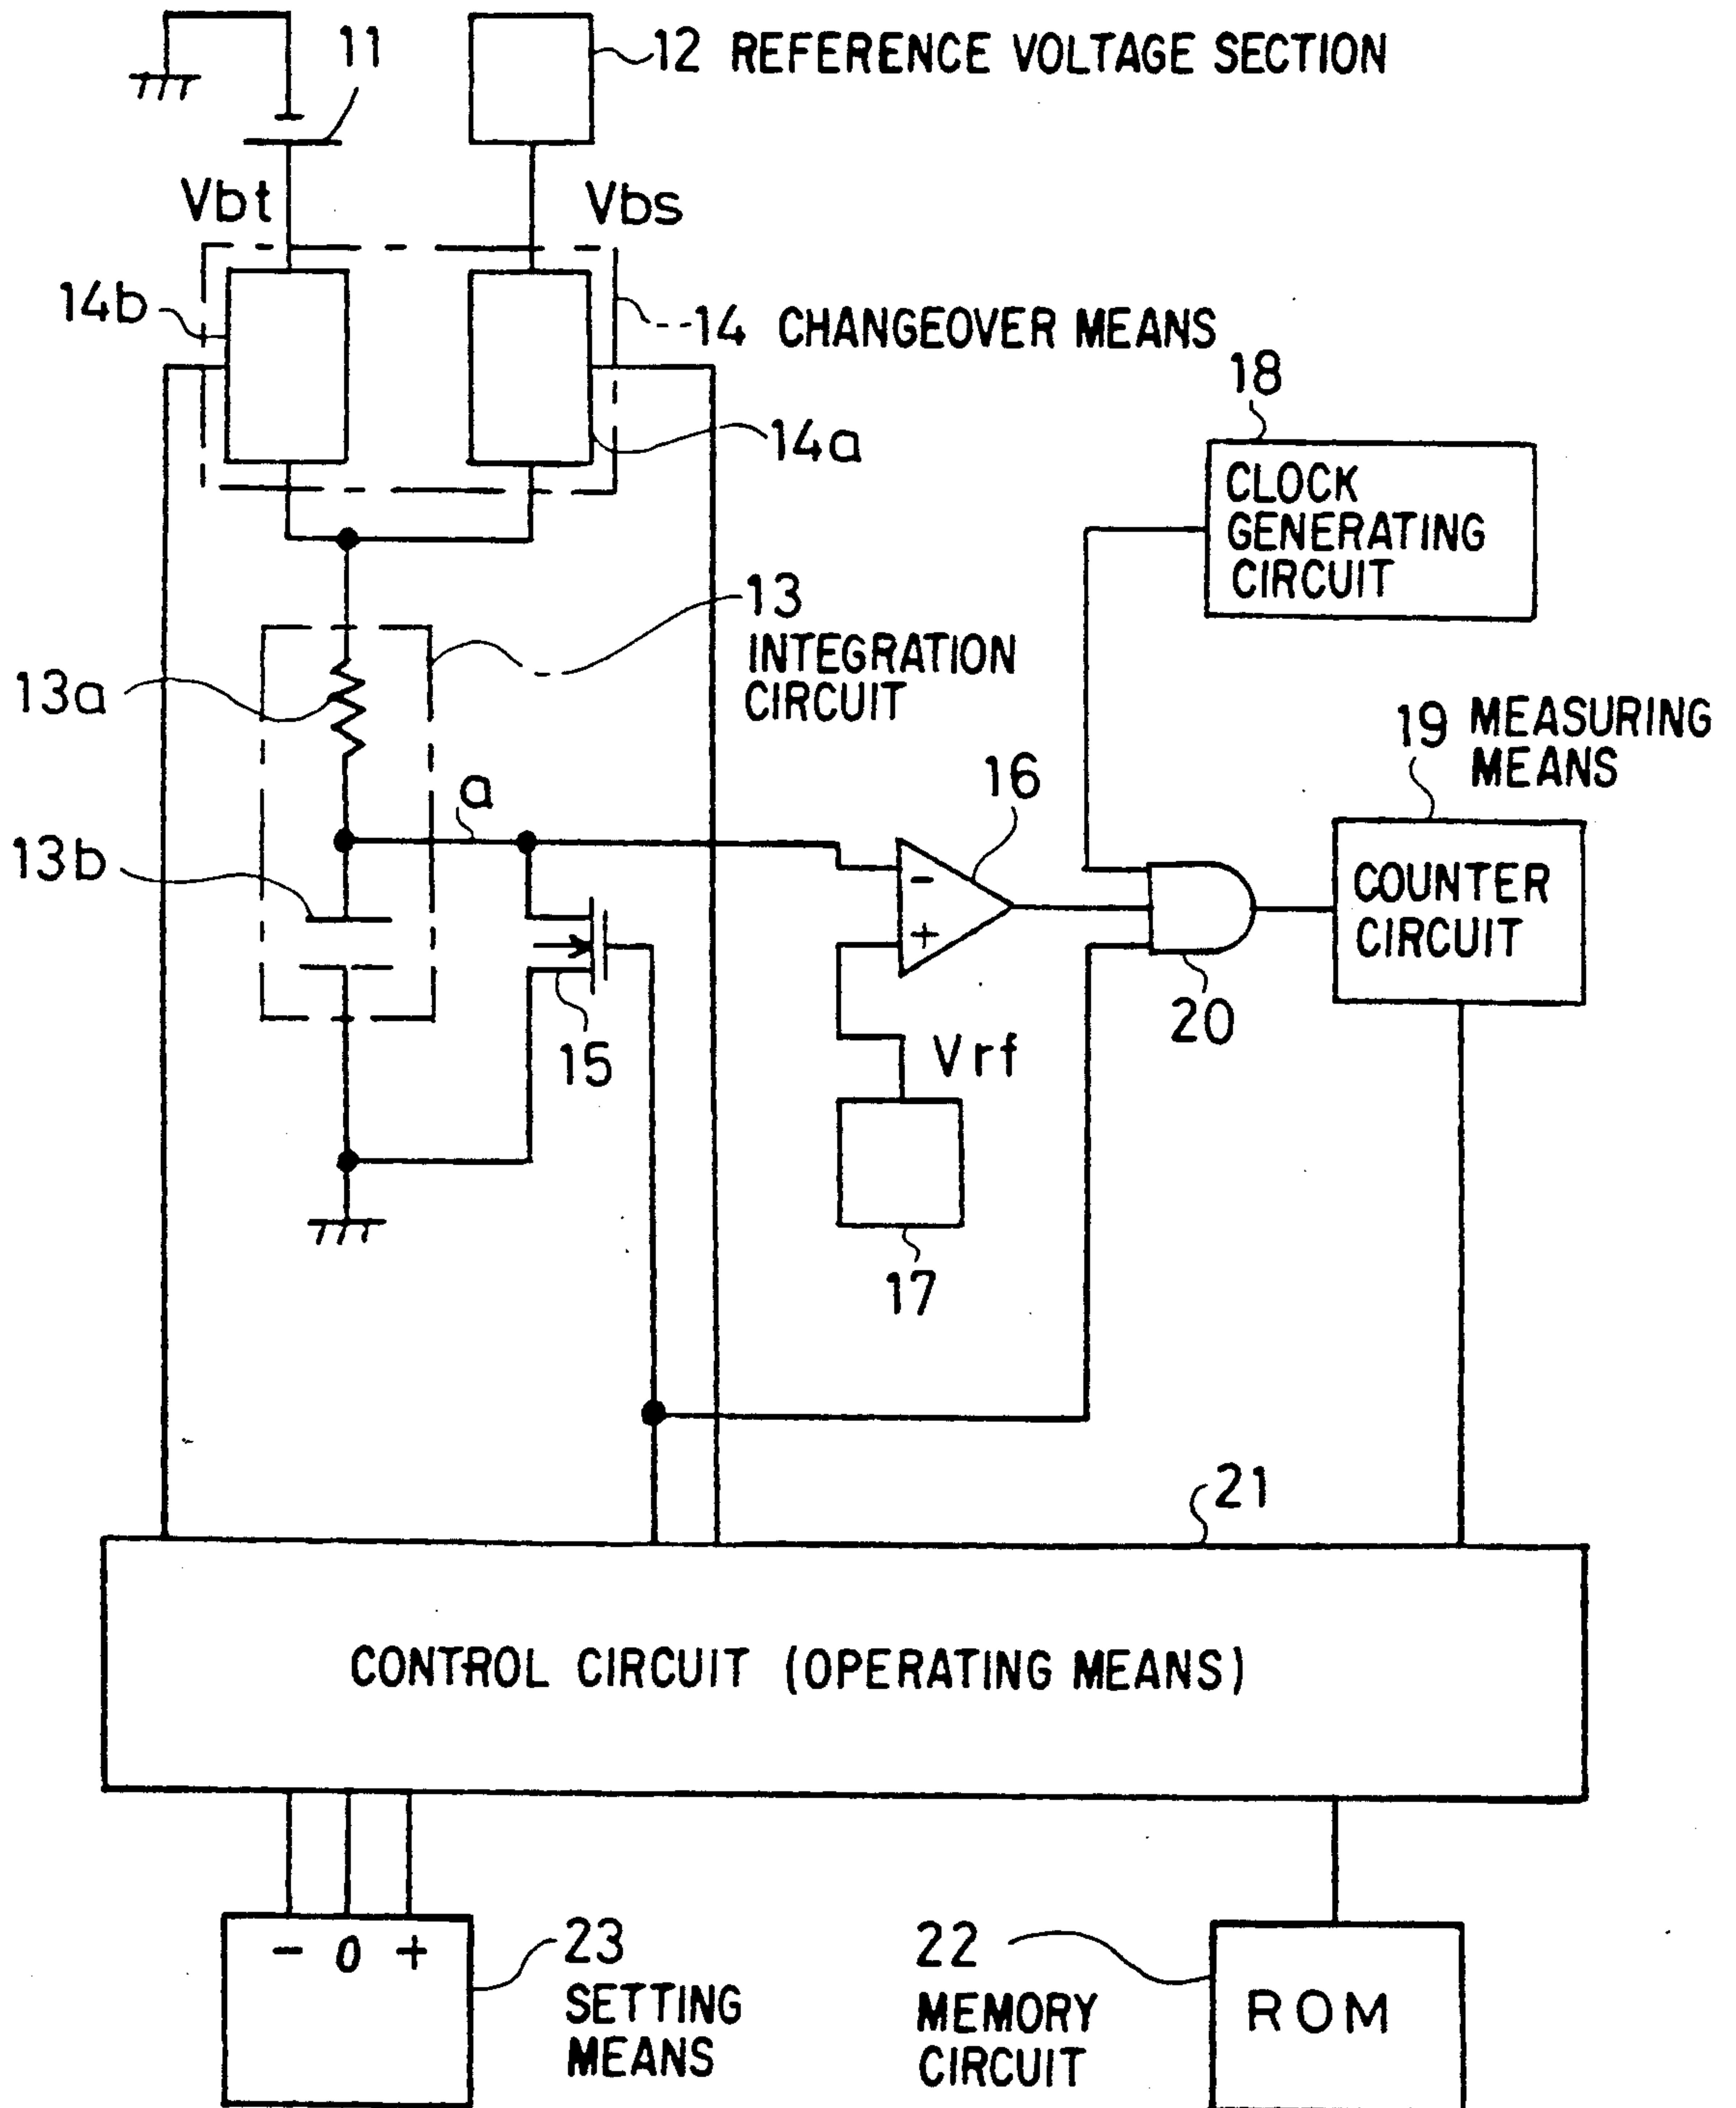 11
12 REFERENCE VOLTAGE SECTION
Vbt
Vbs
14b
14 CHANGEOVER MEANS
14a
18
CLOCK
GENERATING
CIRCUIT
13
INTEGRATION
CIRCUIT
13a
19 MEASURING
MEANS
a
16
13b
-
+
COUNTER
CIRCUIT
20
15
Vrf
17
21
CONTROL CIRCUIT (OPERATING MEANS)
- 0 +
23
SETTING
MEANS
22
MEMORY
CIRCUIT
ROM